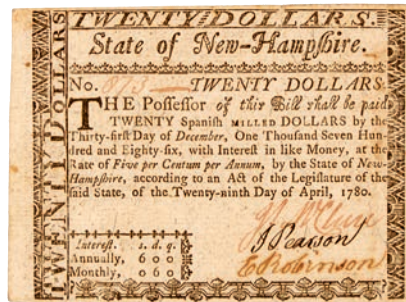 TWENTY DOLLARS.
State of New-Hampſhire.
TWENTY DOLLARS
No. 873 TWENTY DOLLARS.
THE Poſſeſſor of this Bill ſhall be paid
TWENTY Spaniſh MILLED DOLLARS by the
Thirty-firſt Day of December, One Thouſand Seven Hun-
dred and Eighty-ſix, with Intereſt in like Money, at the
Rate of Five per Centum per Annum, by the State of New-
Hampſhire, according to an Act of the Legiſlature of the
ſaid State, of the Twenty-ninth Day of April, 1780.
Intereſt. s. d. q.
Annually, 6 0 0
Monthly, 0 6 0
J Pearson
E Robinson